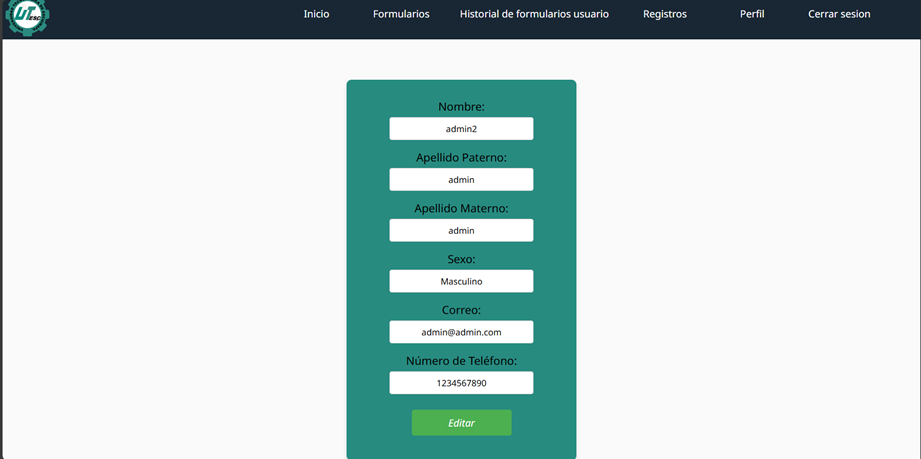 UT
ESC
Inicio Formularios Historial de formularios usuario Registros Perfil Cerrar sesion
Nombre:
admin2
Apellido Paterno:
admin
Apellido Materno:
admin
Sexo:
Masculino
Correo:
admin@admin.com
Número de Teléfono:
1234567890
Editar